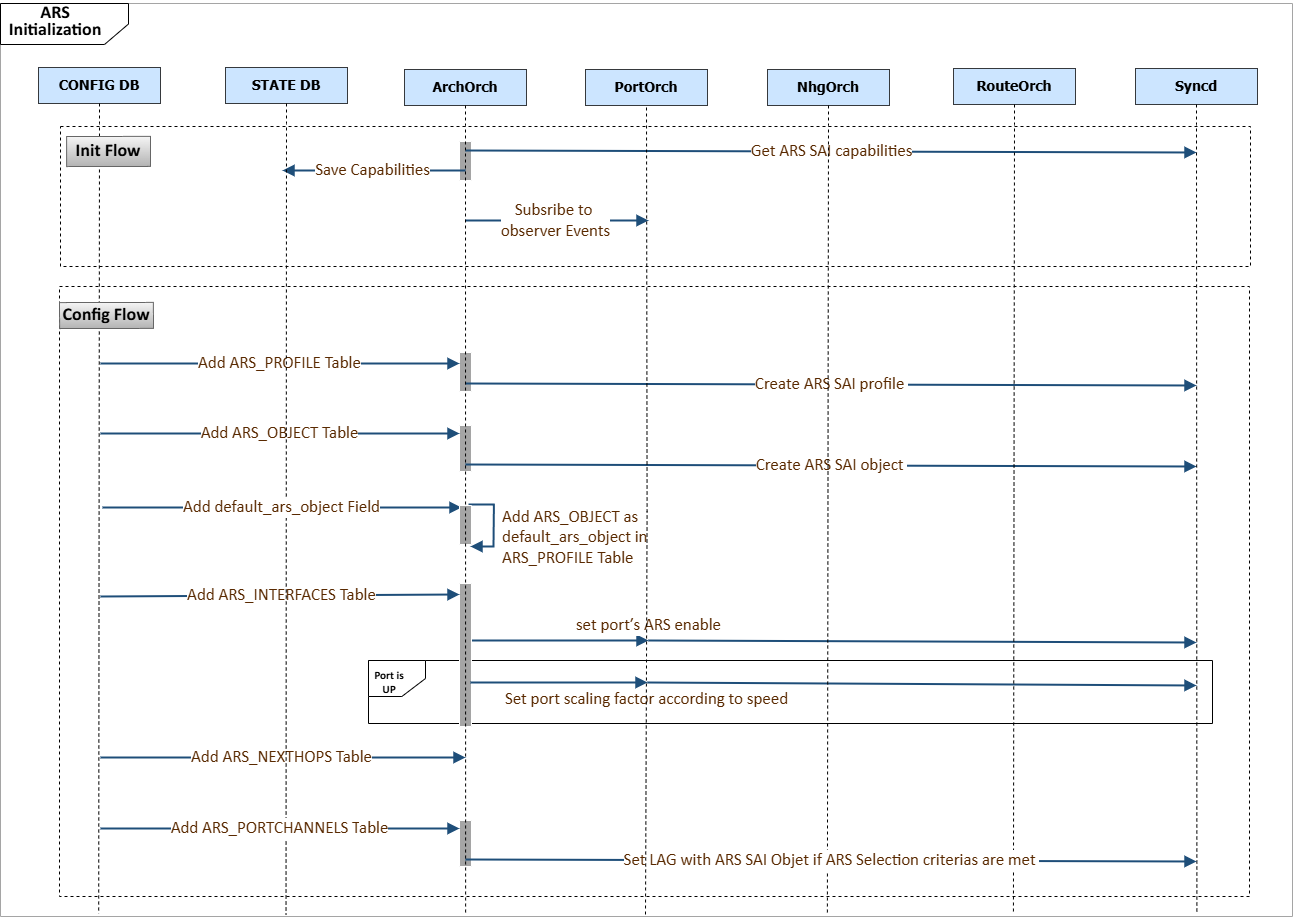 ARS
Initialization
CONFIG DB
STATE DB
ArchOrch
PortOrch
NhgOrch
RouteOrch
Syncd
Init Flow
Get ARS SAI capabilities
Save Capabilities
Subsribe to
observer Events
Config Flow
Add ARS_PROFILE Table
Create ARS SAI profile
Add ARS_OBJECT Table
Create ARS SAI object
Add default_ars_object Field
Add ARS_OBJECT as
default_ars_object in
ARS_PROFILE Table
Add ARS_INTERFACES Table
set port’s ARS enable
Port is
UP
Set port scaling factor according to speed
Add ARS_NEXTHOPS Table
Add ARS_PORTCHANNELS Table
Set LAG with ARS SAI Objet if ARS Selection criterias are met